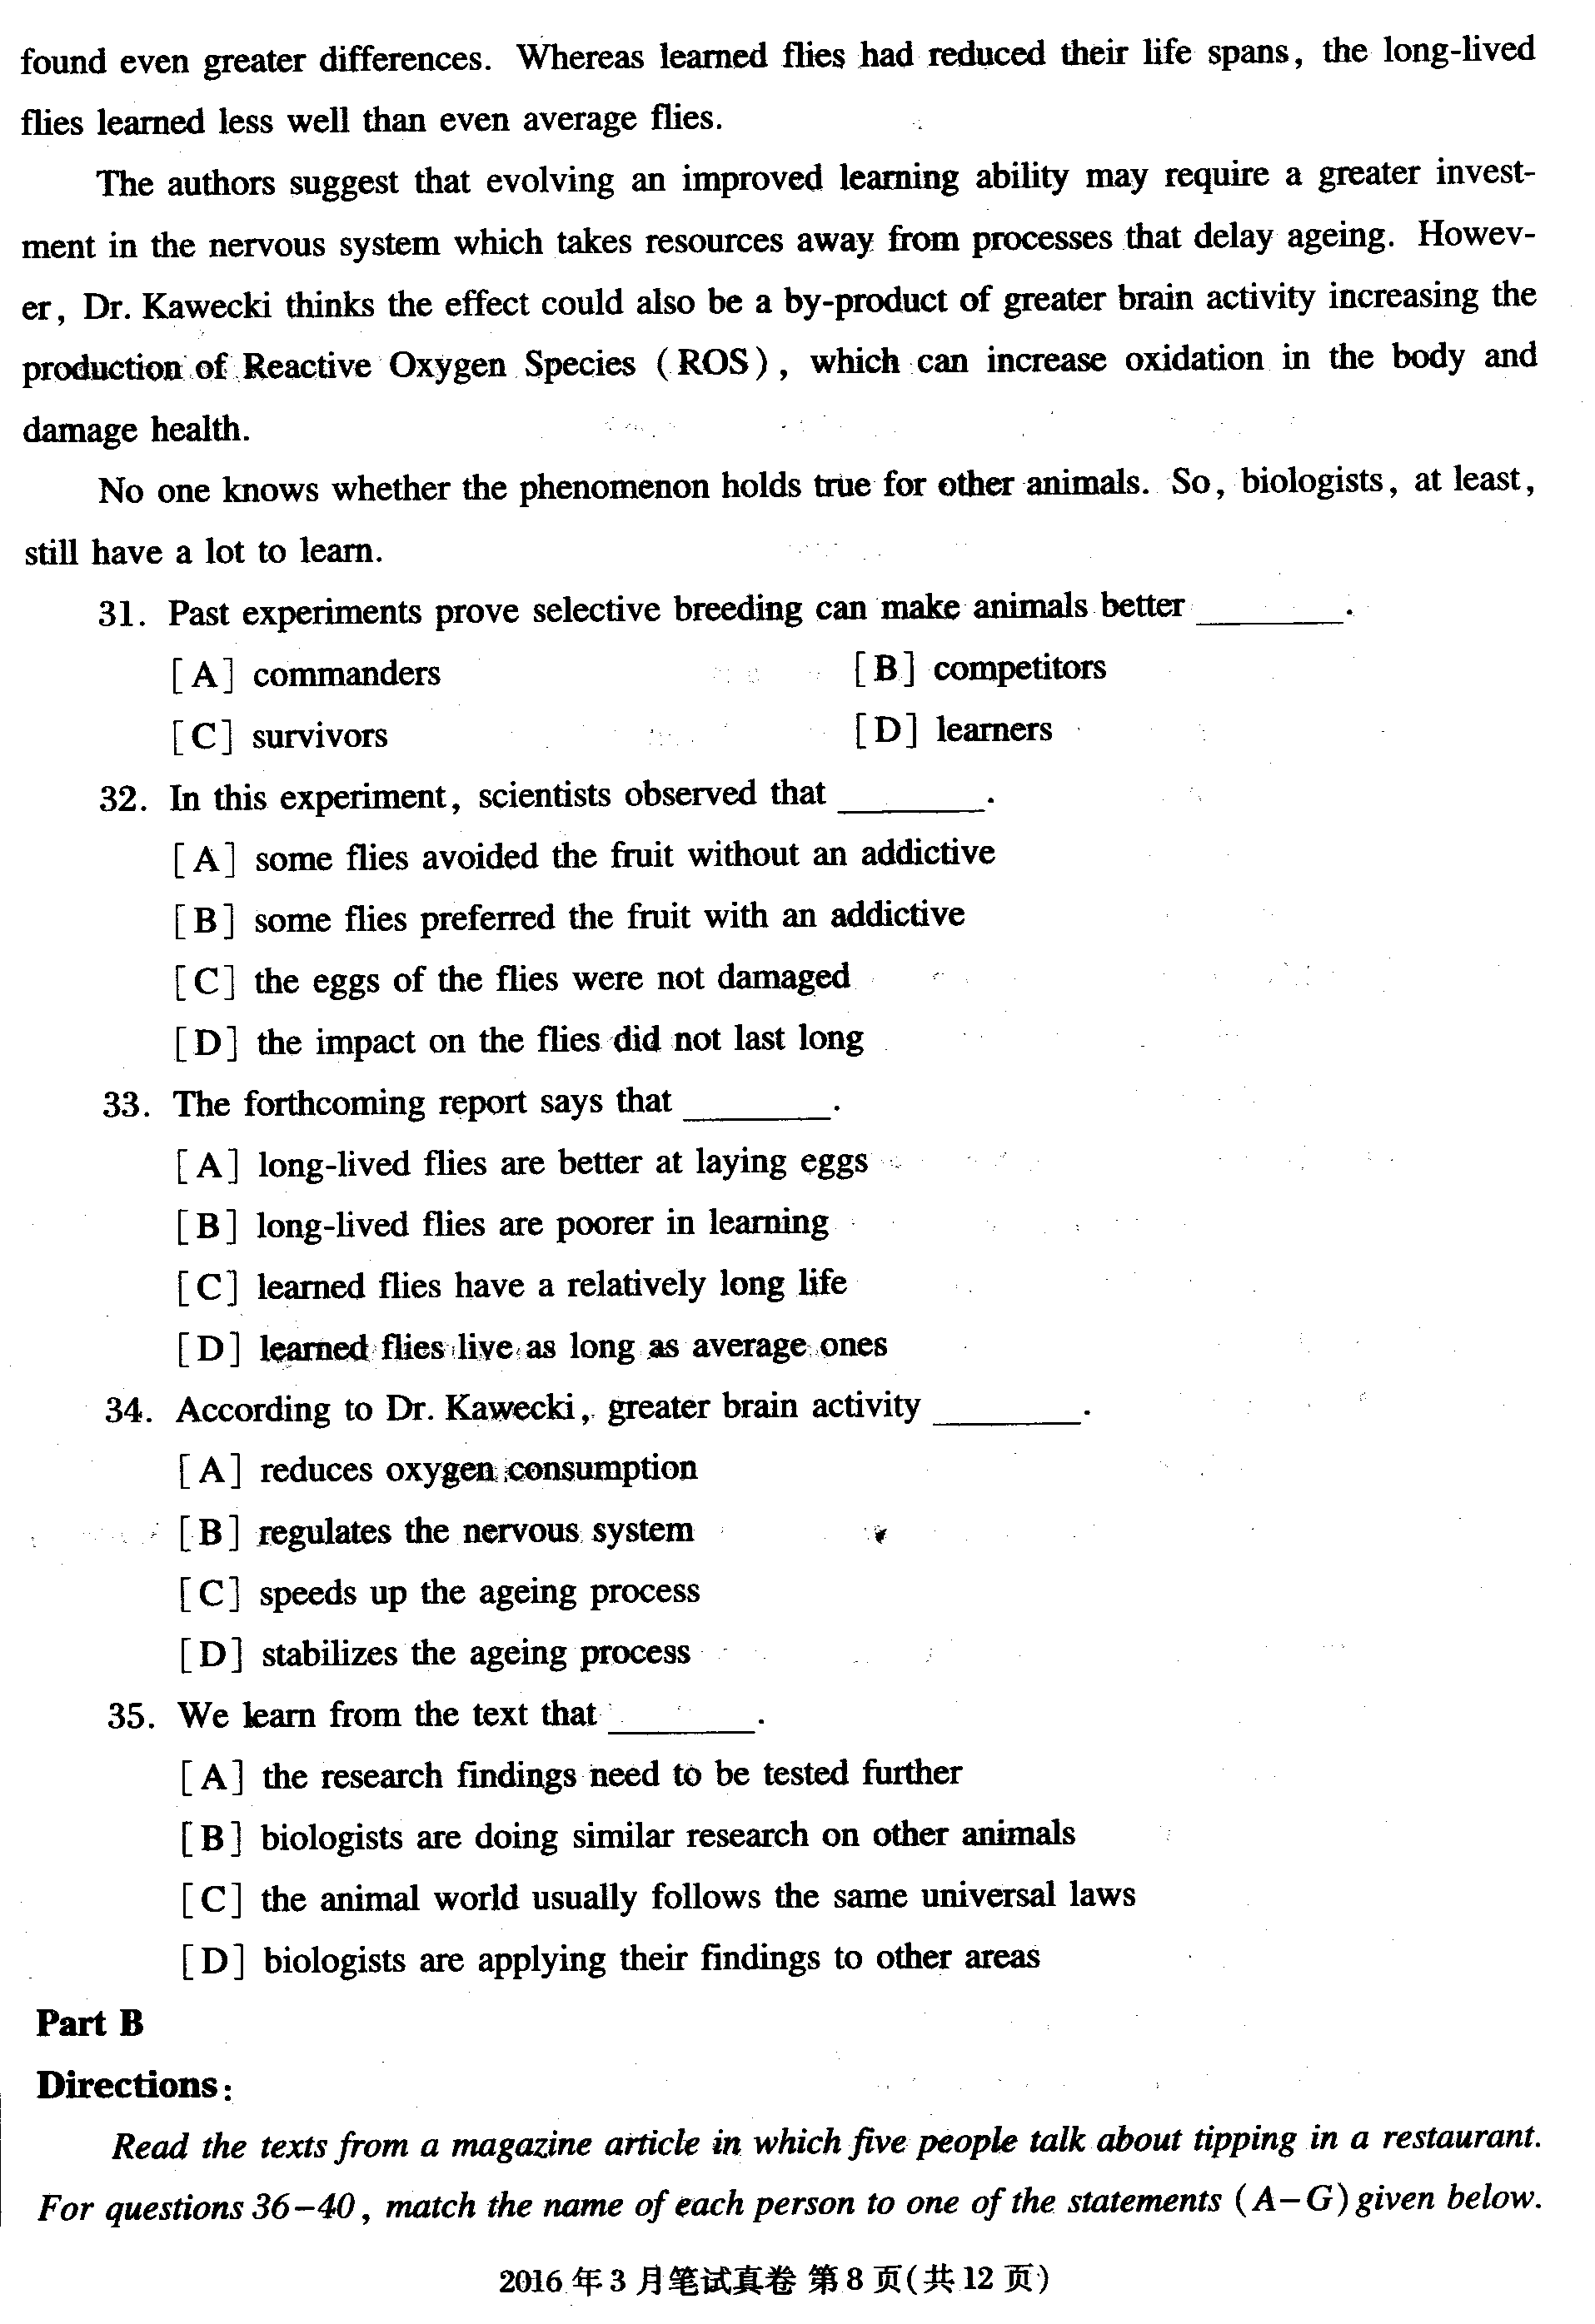 found even greater differences. Whereas learned flies had reduced their life spans, the long-lived
flies learned less well than even average flies.
The authors suggest that evolving an improved learning ability may require a greater invest-
ment in the nervous system which takes resources away from processes that delay ageing. Howev-
er, Dr. Kawecki thinks the effect could also be a by-product of greater brain activity increasing the
production of Reactive Oxygen Species (ROS), which can increase oxidation in the body and
damage health.
No one knows whether the phenomenon holds true for other animals. So, biologists, at least,
still have a lot to learn.
31. Past experiments prove selective breeding can make animals better ________.
[A] commanders [B] competitors
[C] survivors [D] learners
32. In this experiment, scientists observed that ________.
[A] some flies avoided the fruit without an addictive
[B] some flies preferred the fruit with an addictive
[C] the eggs of the flies were not damaged
[D] the impact on the flies did not last long
33. The forthcoming report says that ________.
[A] long-lived flies are better at laying eggs
[B] long-lived flies are poorer in learning
[C] learned flies have a relatively long life
[D] learned flies live as long as average ones
34. According to Dr. Kawecki, greater brain activity ________.
[A] reduces oxygen consumption
[B] regulates the nervous system
[C] speeds up the ageing process
[D] stabilizes the ageing process
35. We learn from the text that ________.
[A] the research findings need to be tested further
[B] biologists are doing similar research on other animals
[C] the animal world usually follows the same universal laws
[D] biologists are applying their findings to other areas
Part B
Directions:
Read the texts from a magazine article in which five people talk about tipping in a restaurant.
For questions 36-40, match the name of each person to one of the statements (A-G) given below.
2016年3月笔试真卷 第8页(共12页)